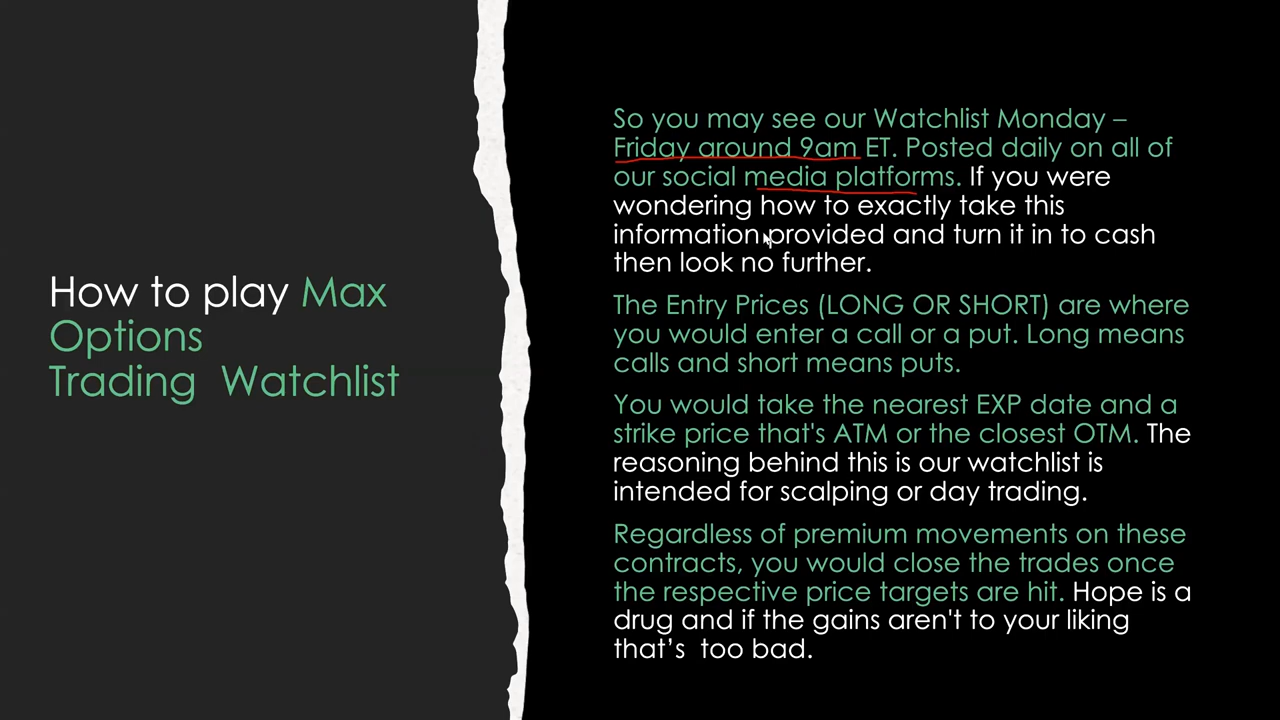 How to play Max
Options
Trading  Watchlist
So you may see our Watchlist Monday –
Friday around 9am ET. Posted daily on all of
our social media platforms. If you were
wondering how to exactly take this
information provided and turn it in to cash
then look no further.
The Entry Prices (LONG OR SHORT) are where
you would enter a call or a put. Long means
calls and short means puts.
You would take the nearest EXP date and a
strike price that's ATM or the closest OTM. The
reasoning behind this is our watchlist is
intended for scalping or day trading.
Regardless of premium movements on these
contracts, you would close the trades once
the respective price targets are hit. Hope is a
drug and if the gains aren't to your liking
that’s  too bad.